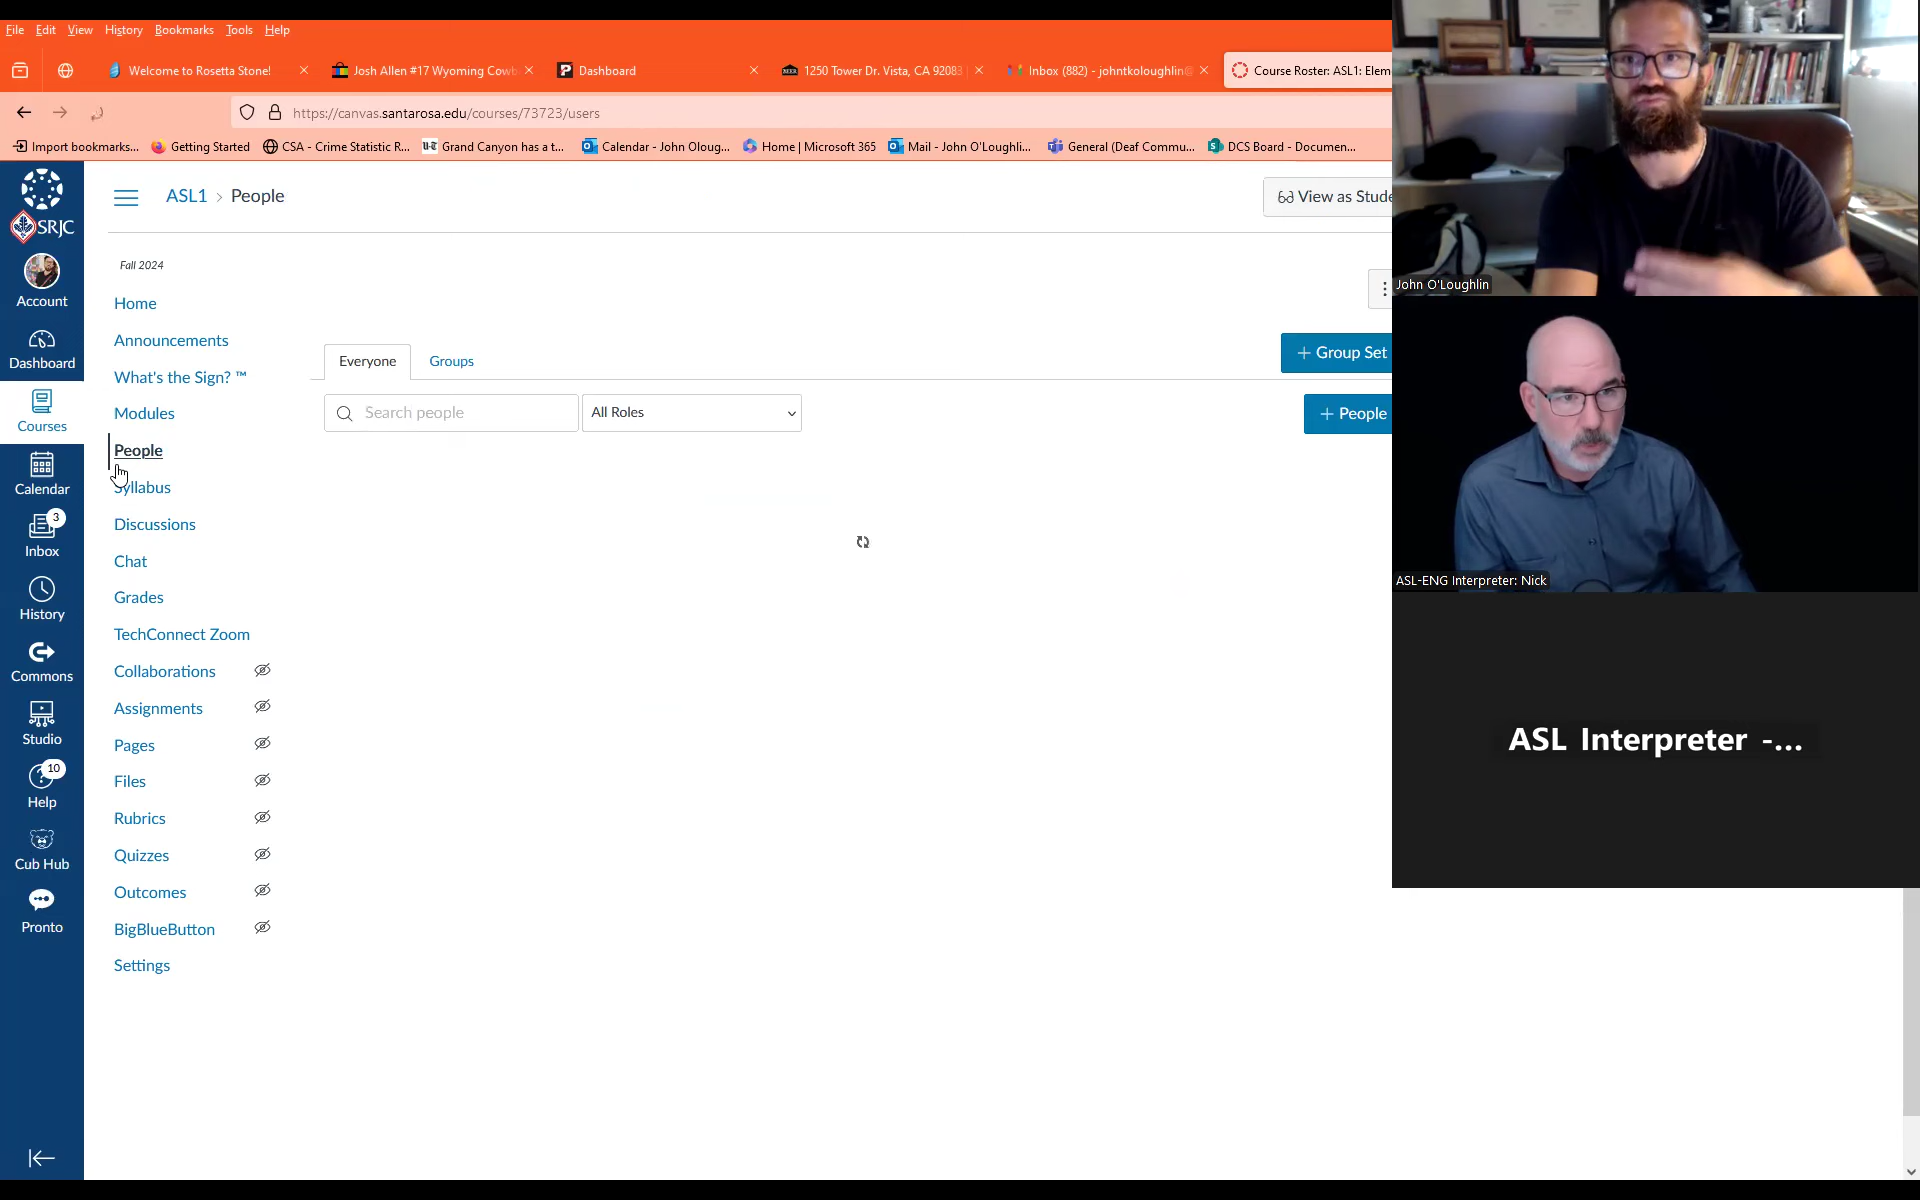 File Edit View History Bookmarks Tools Help
Welcome to Rosetta Stone!
Josh Allen #17 Wyoming Cowb
Dashboard
1250 Tower Dr. Vista, CA 92083
Inbox (882) - johntkoloughlin@
Course Roster: ASL1: Elem
https://canvas.santarosa.edu/courses/73723/users
Import bookmarks...
Getting Started
CSA - Crime Statistic R...
Grand Canyon has a t...
Calendar - John Oloug...
Home | Microsoft 365
Mail - John O'Loughli...
General (Deaf Commu...
DCS Board - Documen...
SRJC
Account
Dashboard
Courses
Calendar
3
Inbox
History
Commons
Studio
10
Help
Cub Hub
Pronto
ASL1 > People
View as Stude
Fall 2024
Home
Announcements
What's the Sign? ™
Modules
People
Syllabus
Discussions
Chat
Grades
TechConnect Zoom
Collaborations
Assignments
Pages
Files
Rubrics
Quizzes
Outcomes
BigBlueButton
Settings
Everyone
Groups
+ Group Set
Search people
All Roles
+ People
John O'Loughlin
ASL-ENG Interpreter: Nick
ASL Interpreter -...